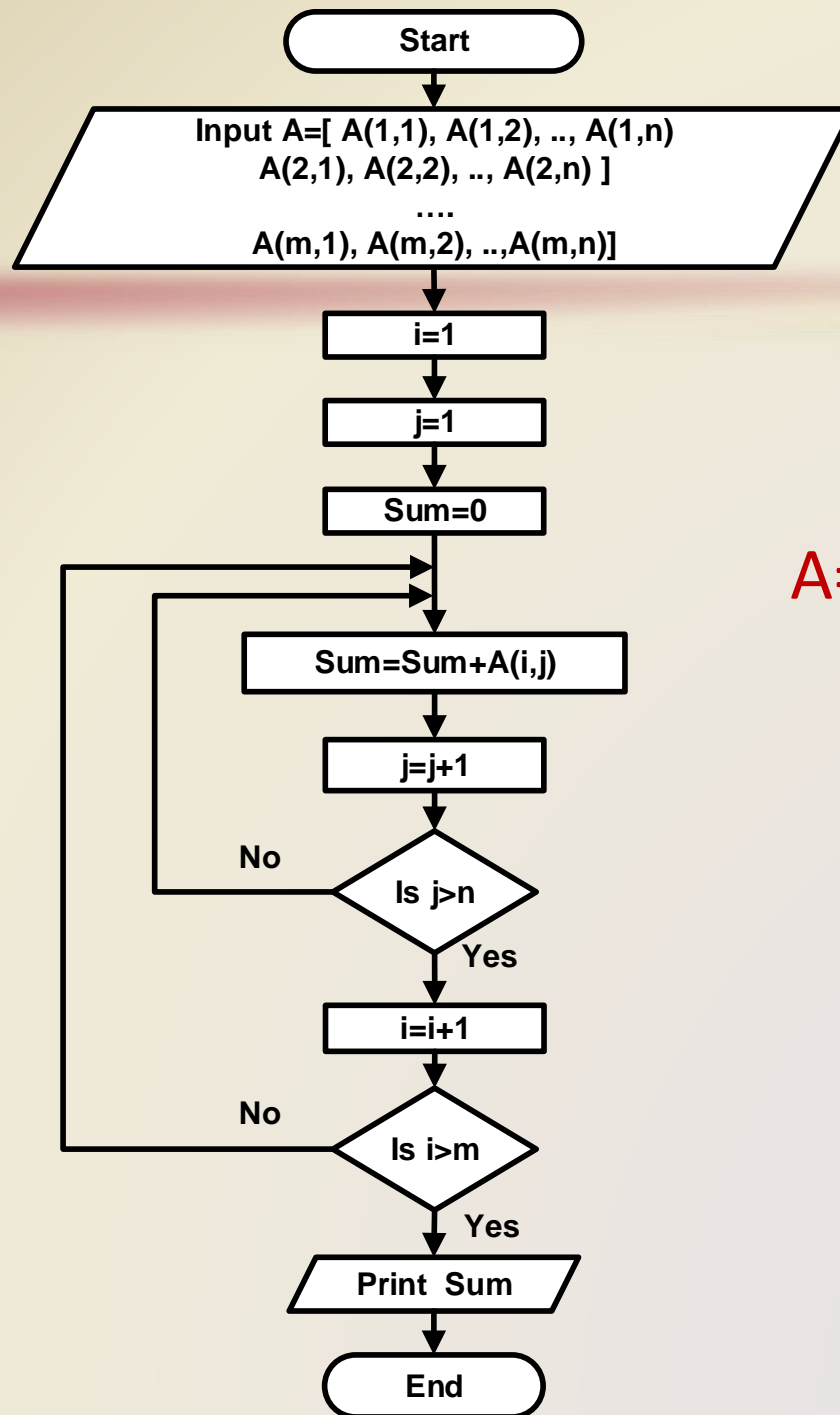 Start
Input A=[ A(1,1), A(1,2), .., A(1,n)
A(2,1), A(2,2), .., A(2,n) ]
....
A(m,1), A(m,2), ..,A(m,n)]
i=1
j=1
Sum=0
A=
Sum=Sum+A(i,j)
j=j+1
No
Is j>n
Yes
i=i+1
No
Is i>m
Yes
Print Sum
End